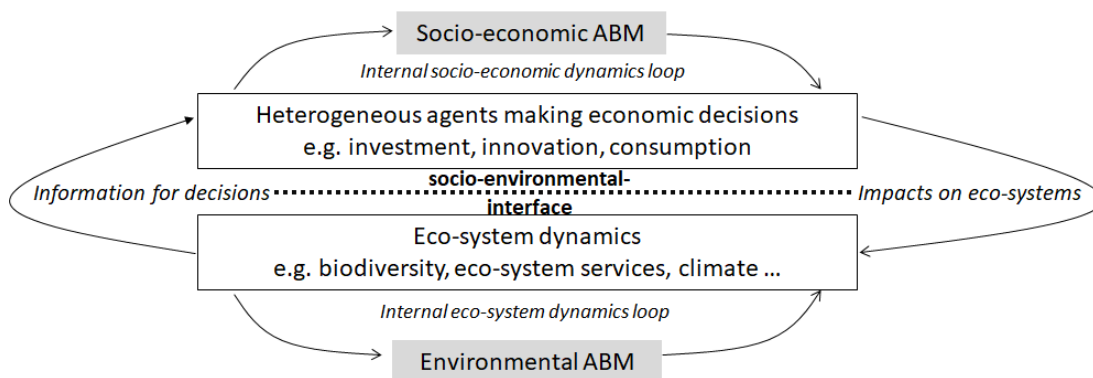 Socio-economic ABM
Internal socio-economic dynamics loop
Heterogeneous agents making economic decisions
e.g. investment, innovation, consumption
Information for decisions
socio-environmental-
interface
Impacts on eco-systems
Eco-system dynamics
e.g. biodiversity, eco-system services, climate ...
Internal eco-system dynamics loop
Environmental ABM